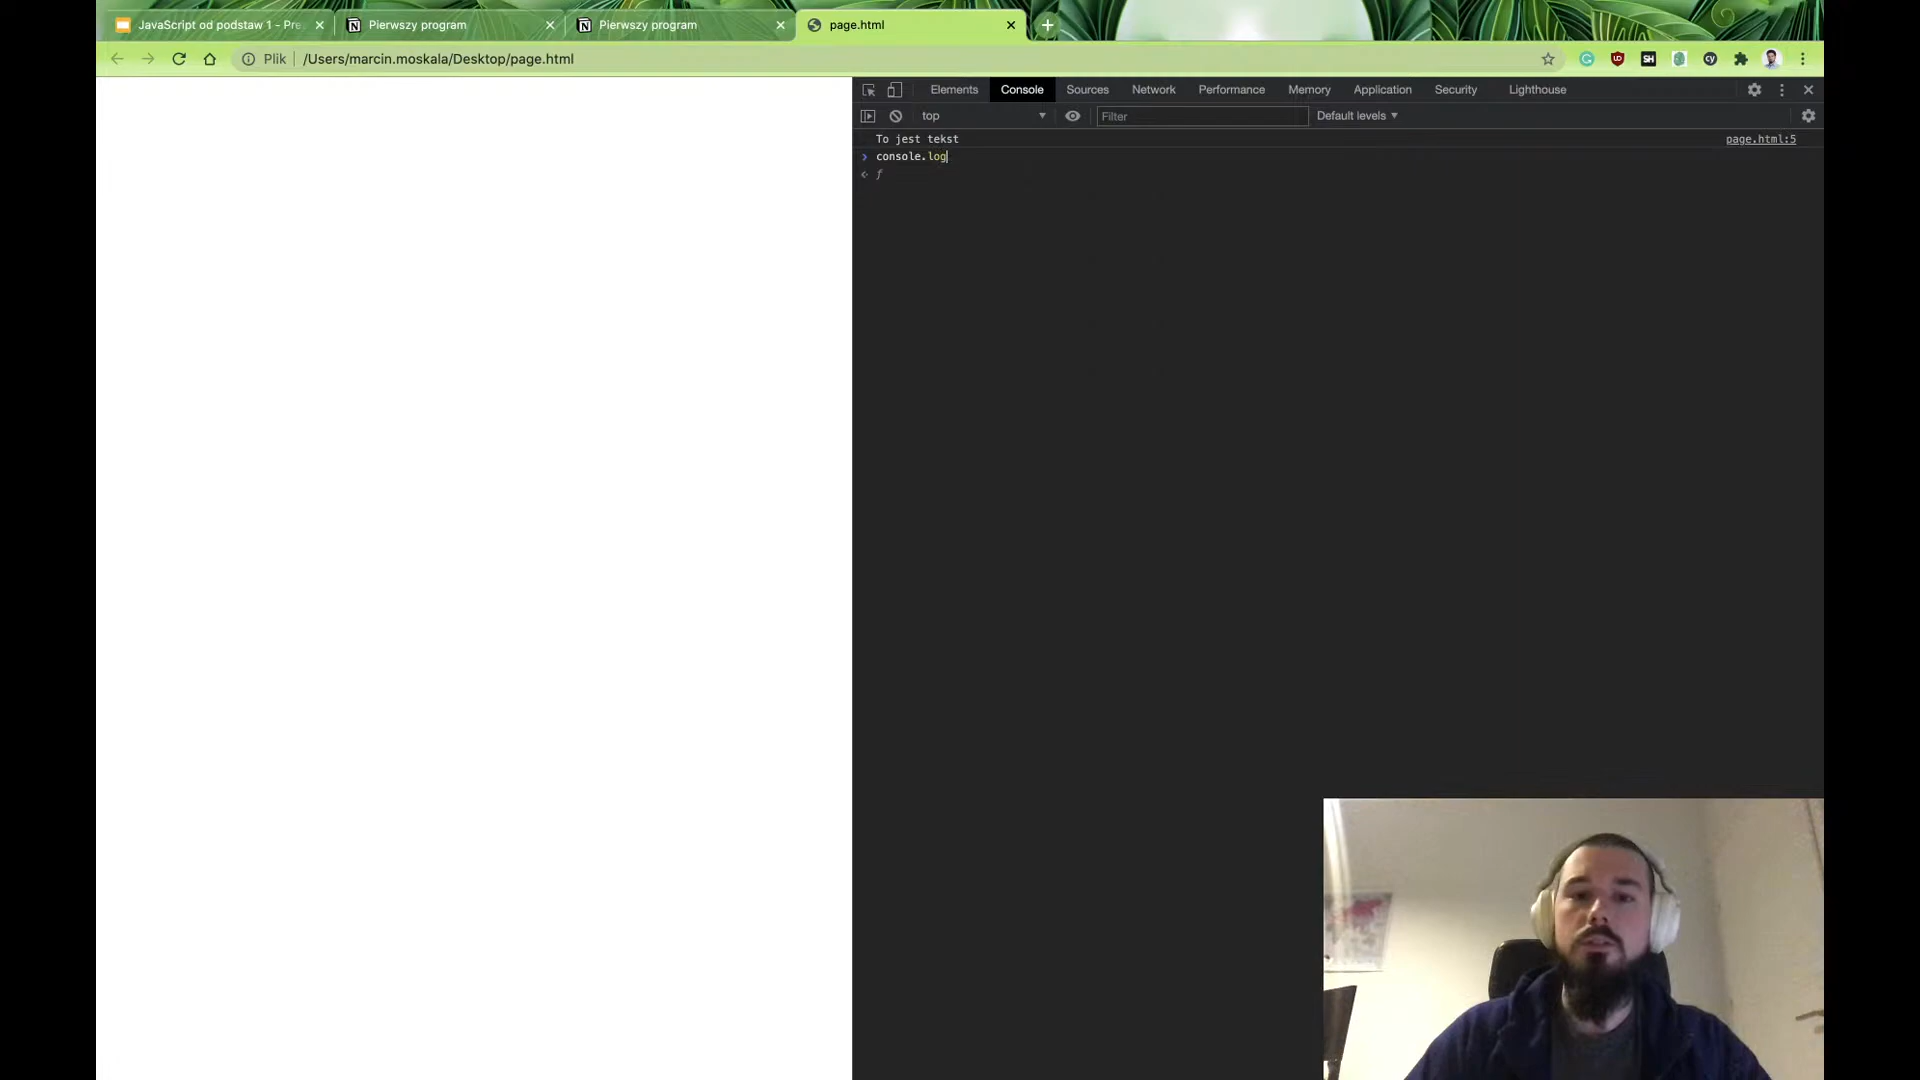 JavaScript od podstaw 1 - Pre
Pierwszy program
Pierwszy program
page.html
Plik
/Users/marcin.moskala/Desktop/page.html
SH
cy
Elements
Console
Sources
Network
Performance
Memory
Application
Security
Lighthouse
top
Filter
Default levels
To jest tekst
page.html:5
console.log
f